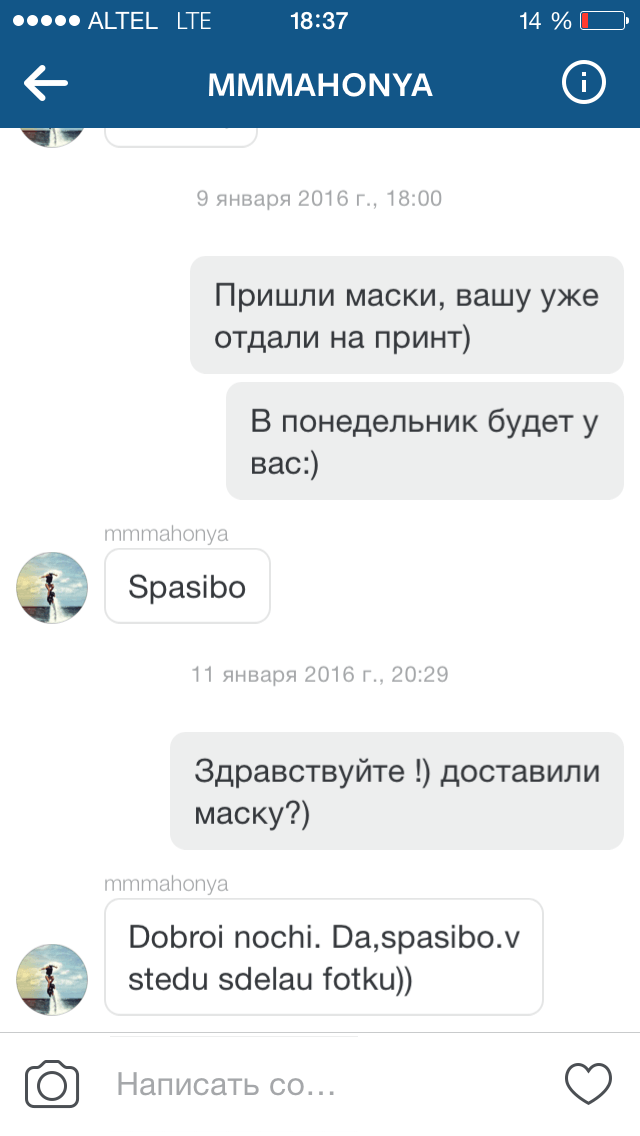 ALTEL LTE 18:37 14 %
MMMAHONYA
9 января 2016 г., 18:00
Пришли маски, вашу уже
отдали на принт)
В понедельник будет у
вас:)
mmmahonya
Spasibo
11 января 2016 г., 20:29
Здравствуйте !) доставили
маску?)
mmmahonya
Dobroi nochi. Da,spasibo.v
stedu sdelau fotku))
Написать со...